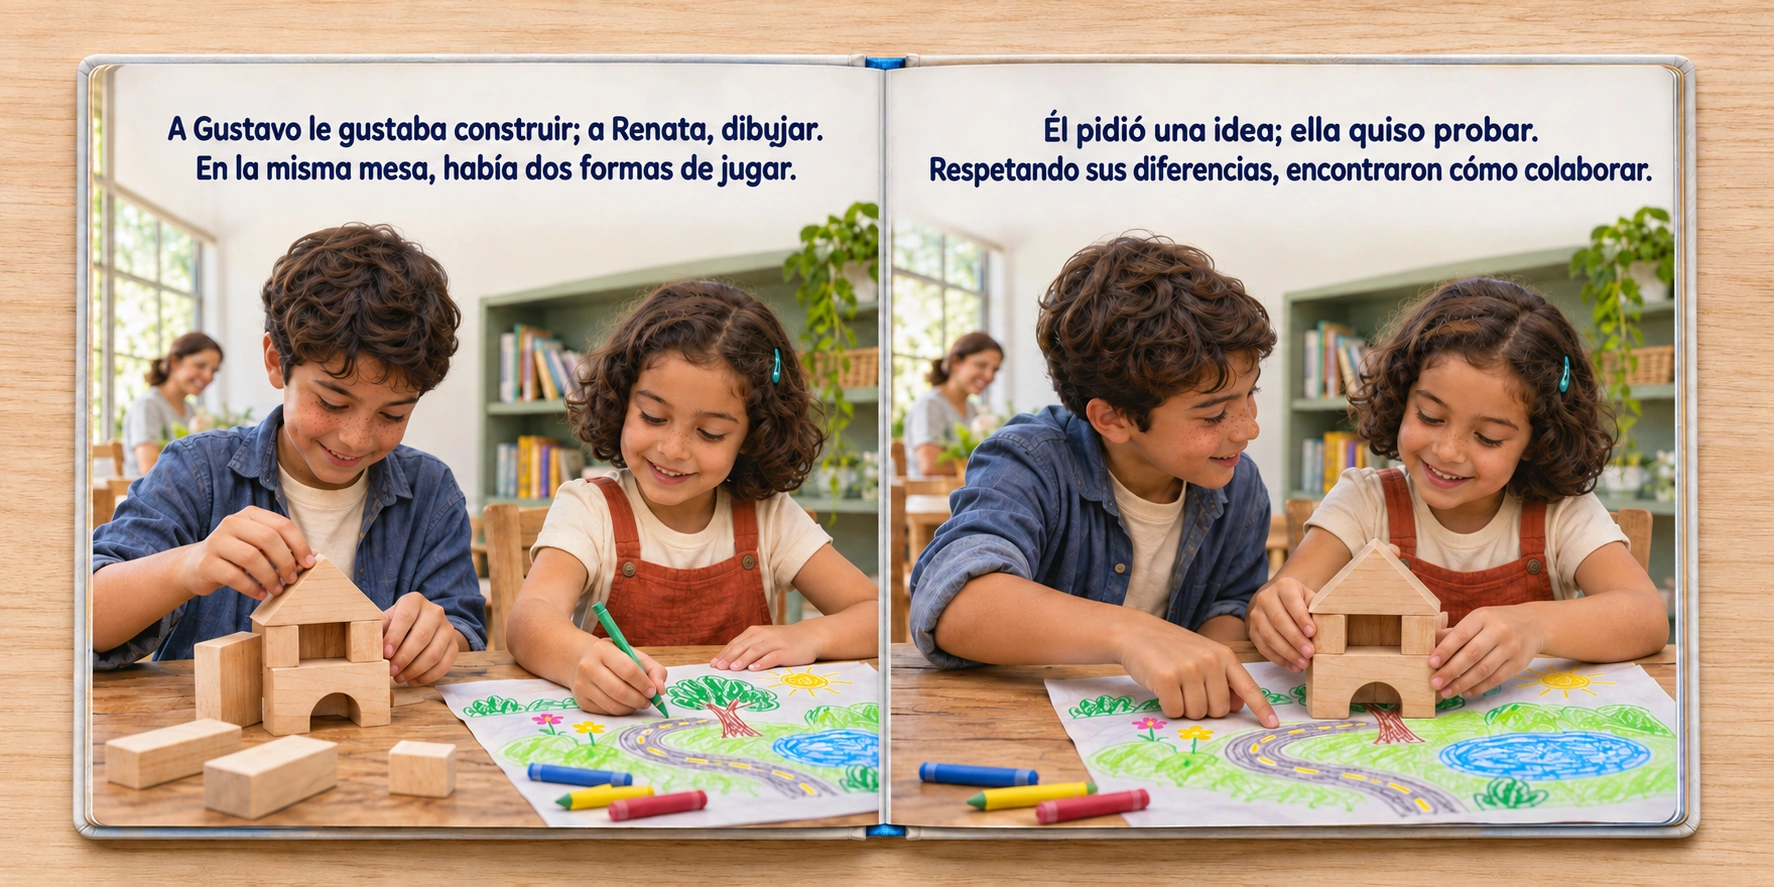 A Gustavo le gustaba construir; a Renata, dibujar.
En la misma mesa, había dos formas de jugar.
Él pidió una idea; ella quiso probar.
Respetando sus diferencias, encontraron cómo colaborar.